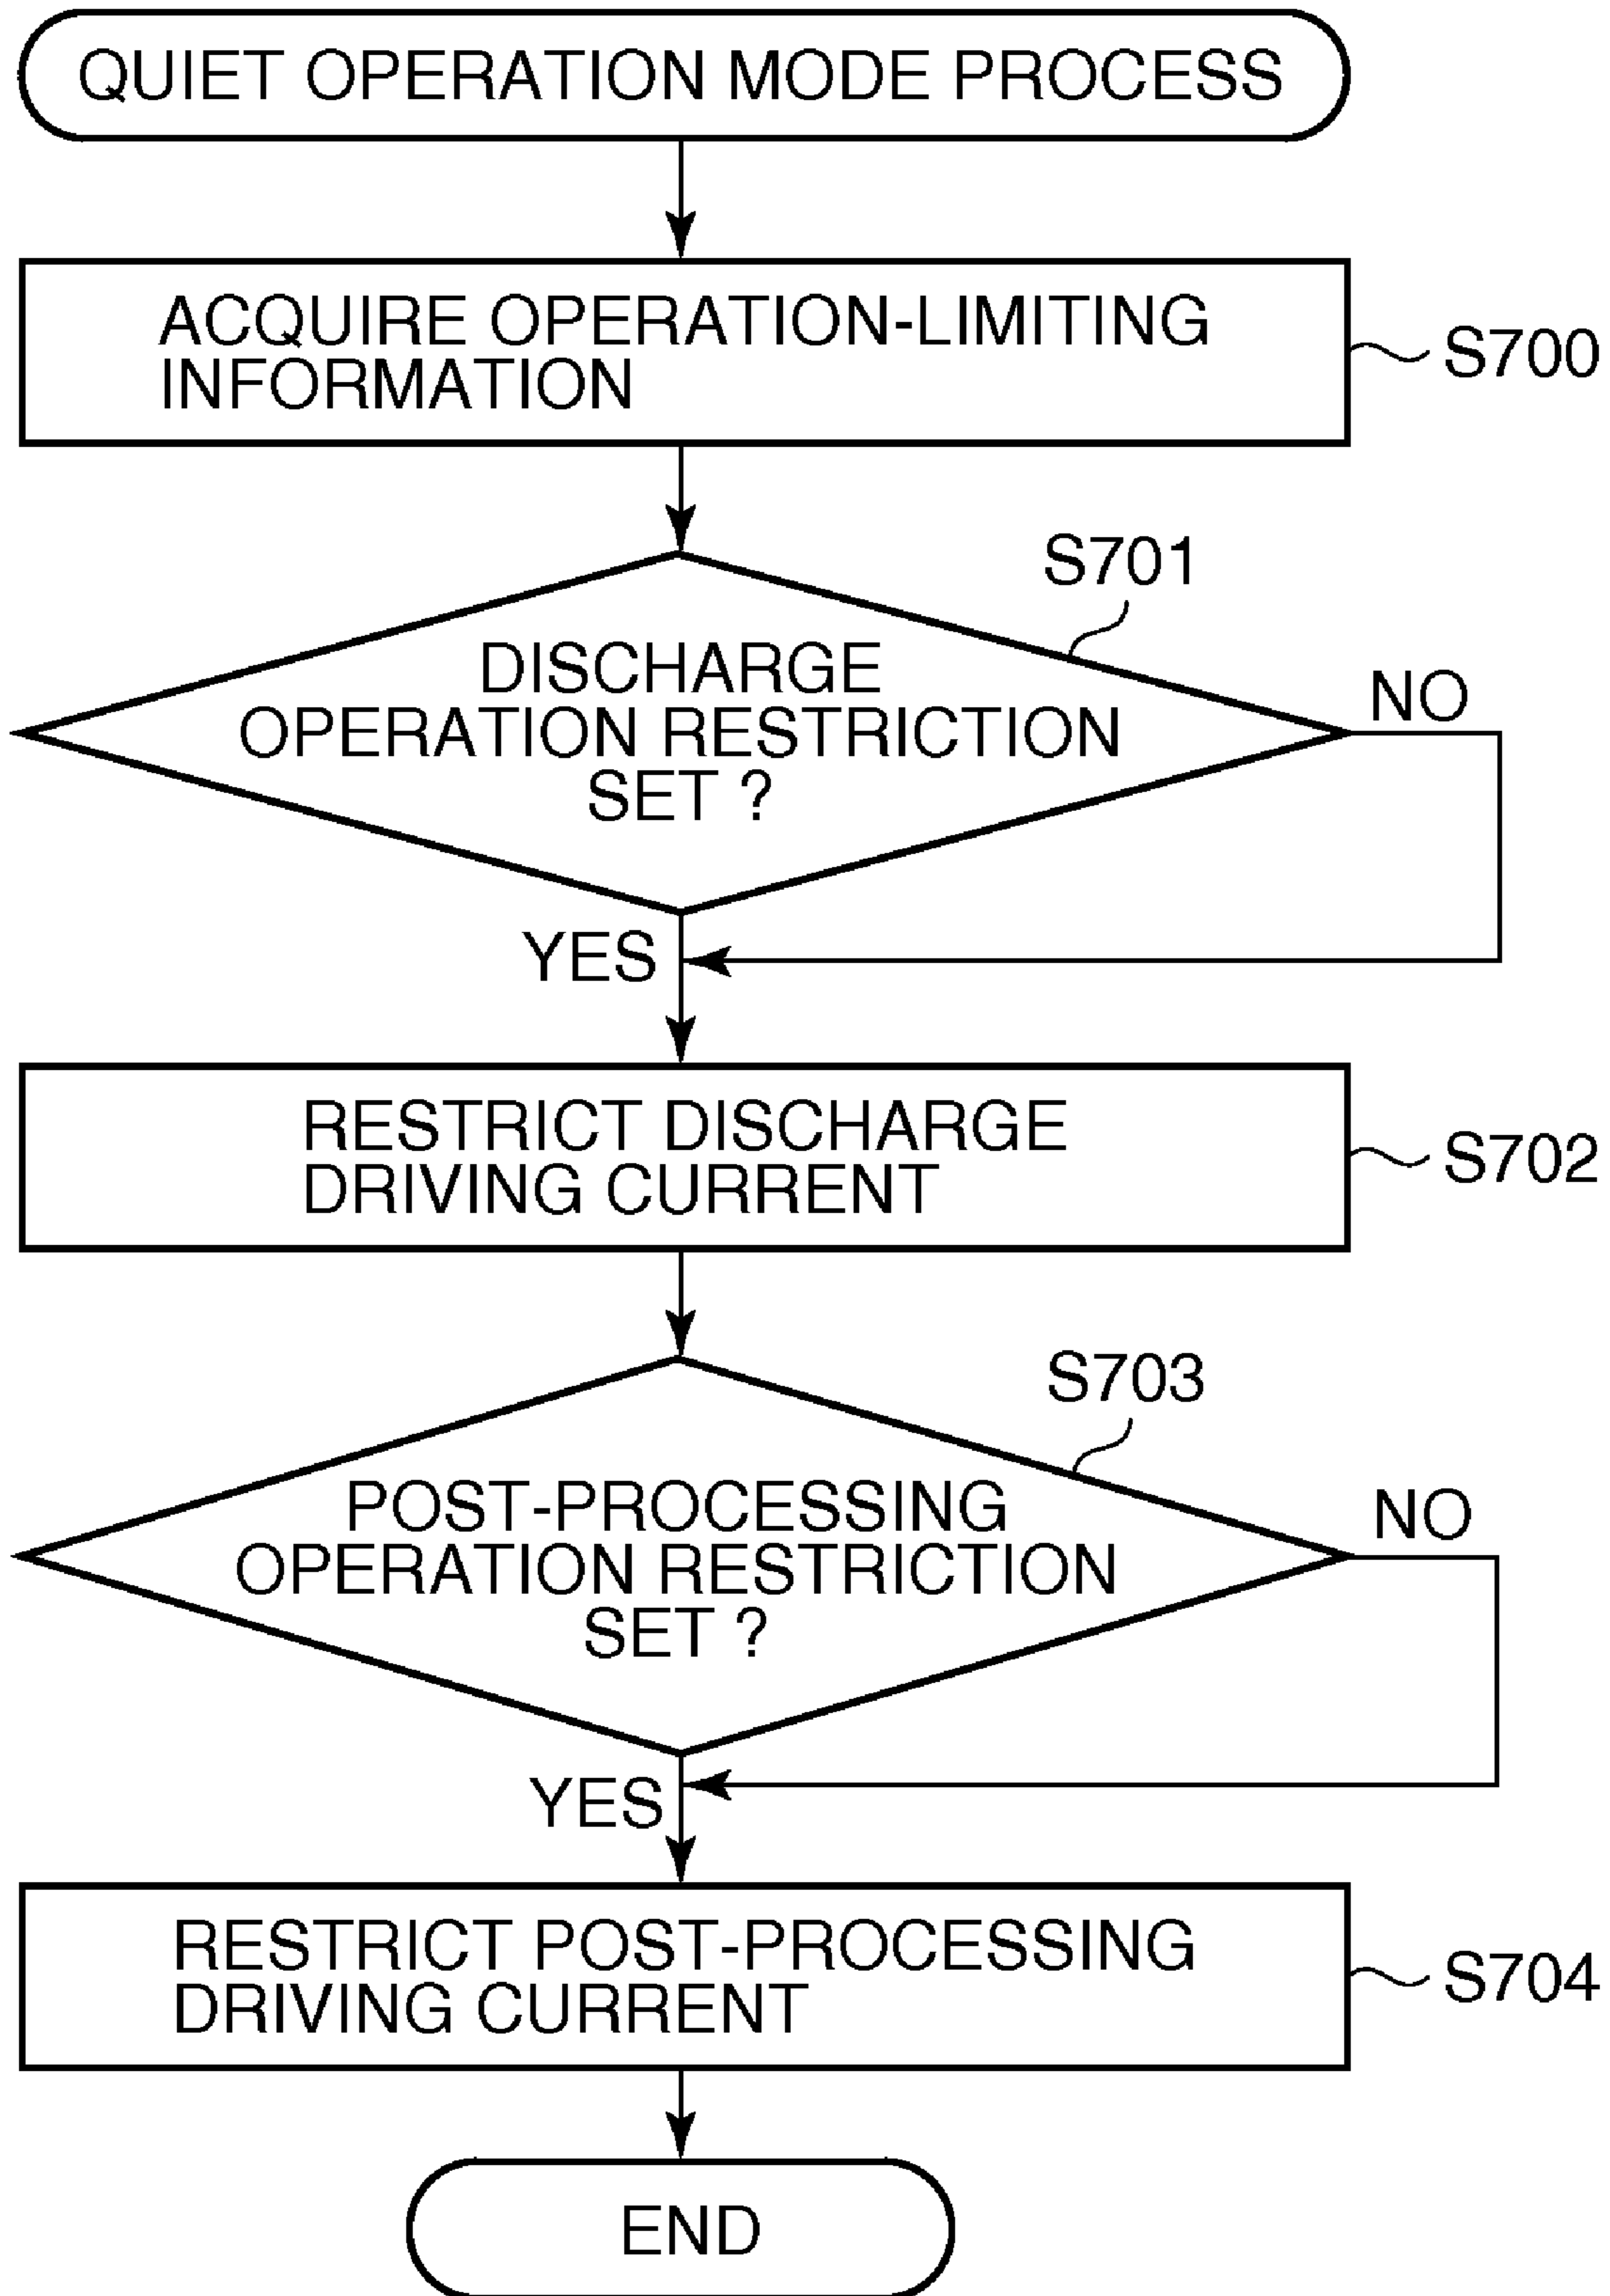 QUIET OPERATION MODE PROCESS
ACQUIRE OPERATION-LIMITING
INFORMATION
S700
S701
DISCHARGE
OPERATION RESTRICTION
SET ?
NO
YES
RESTRICT DISCHARGE
DRIVING CURRENT
S702
S703
POST-PROCESSING
OPERATION RESTRICTION
SET ?
NO
YES
RESTRICT POST-PROCESSING
DRIVING CURRENT
S704
END